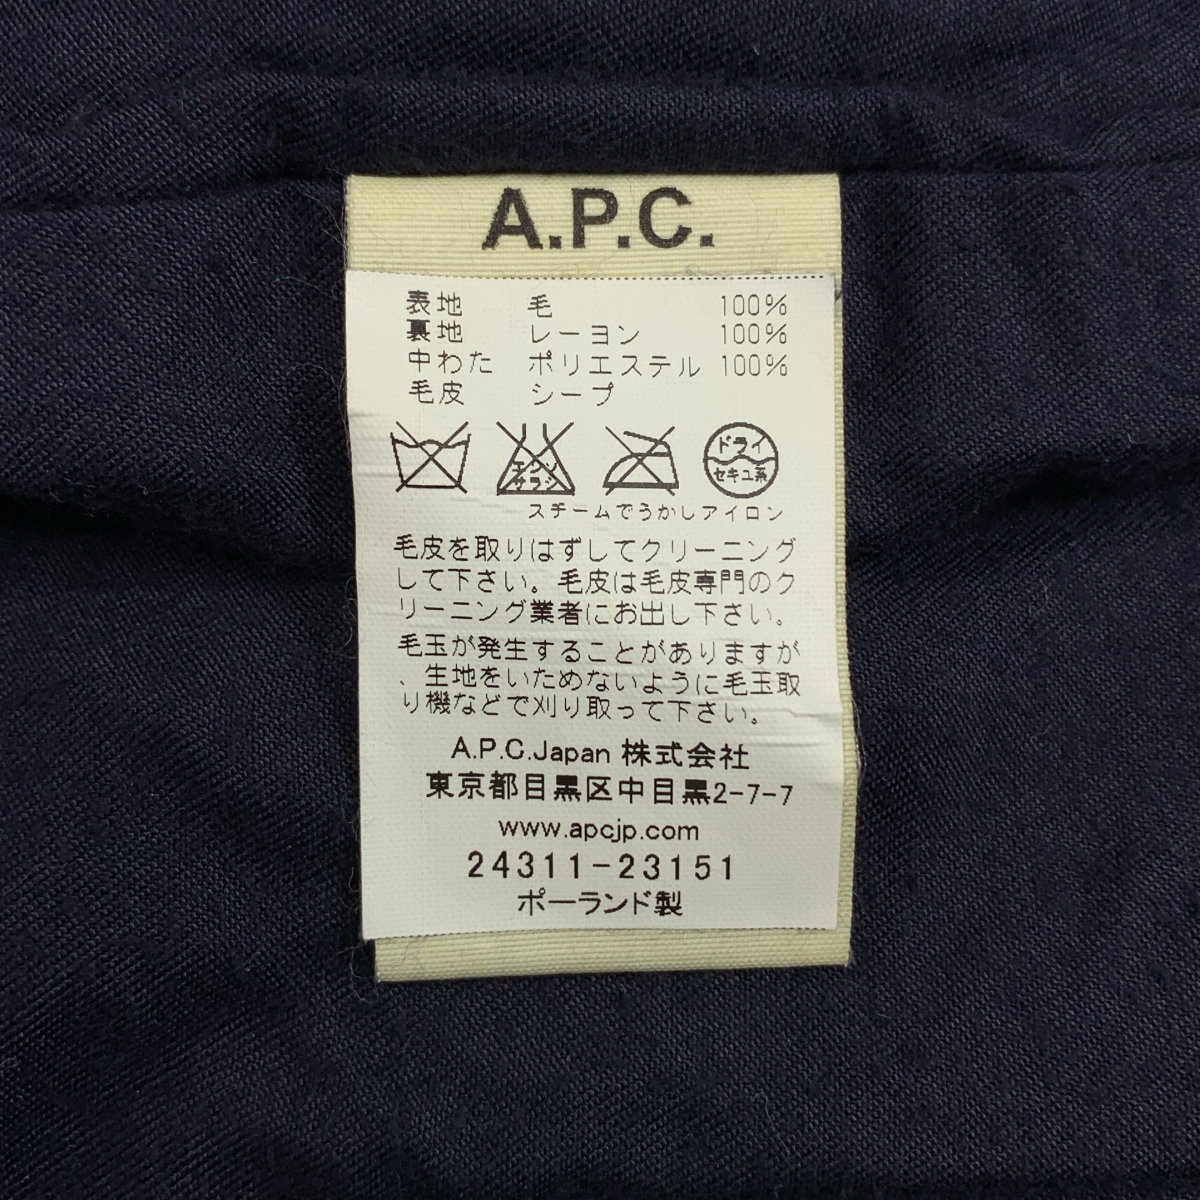 A.P.C.
表地 毛 100%
裏地 レーヨン 100%
中わた ポリエステル 100%
毛皮 シープ
エンソ
サラシ
ドライ
セキユ系
スチームでうかしアイロン
毛皮を取りはずしてクリーニング
して下さい。毛皮は毛皮専門のク
リーニング業者にお出し下さい。
毛玉が発生することがありますが
、生地をいためないように毛玉取
り機などで刈り取って下さい。
A.P.C.Japan 株式会社
東京都目黒区中目黒2-7-7
www.apcjp.com
24311-23151
ポーランド製